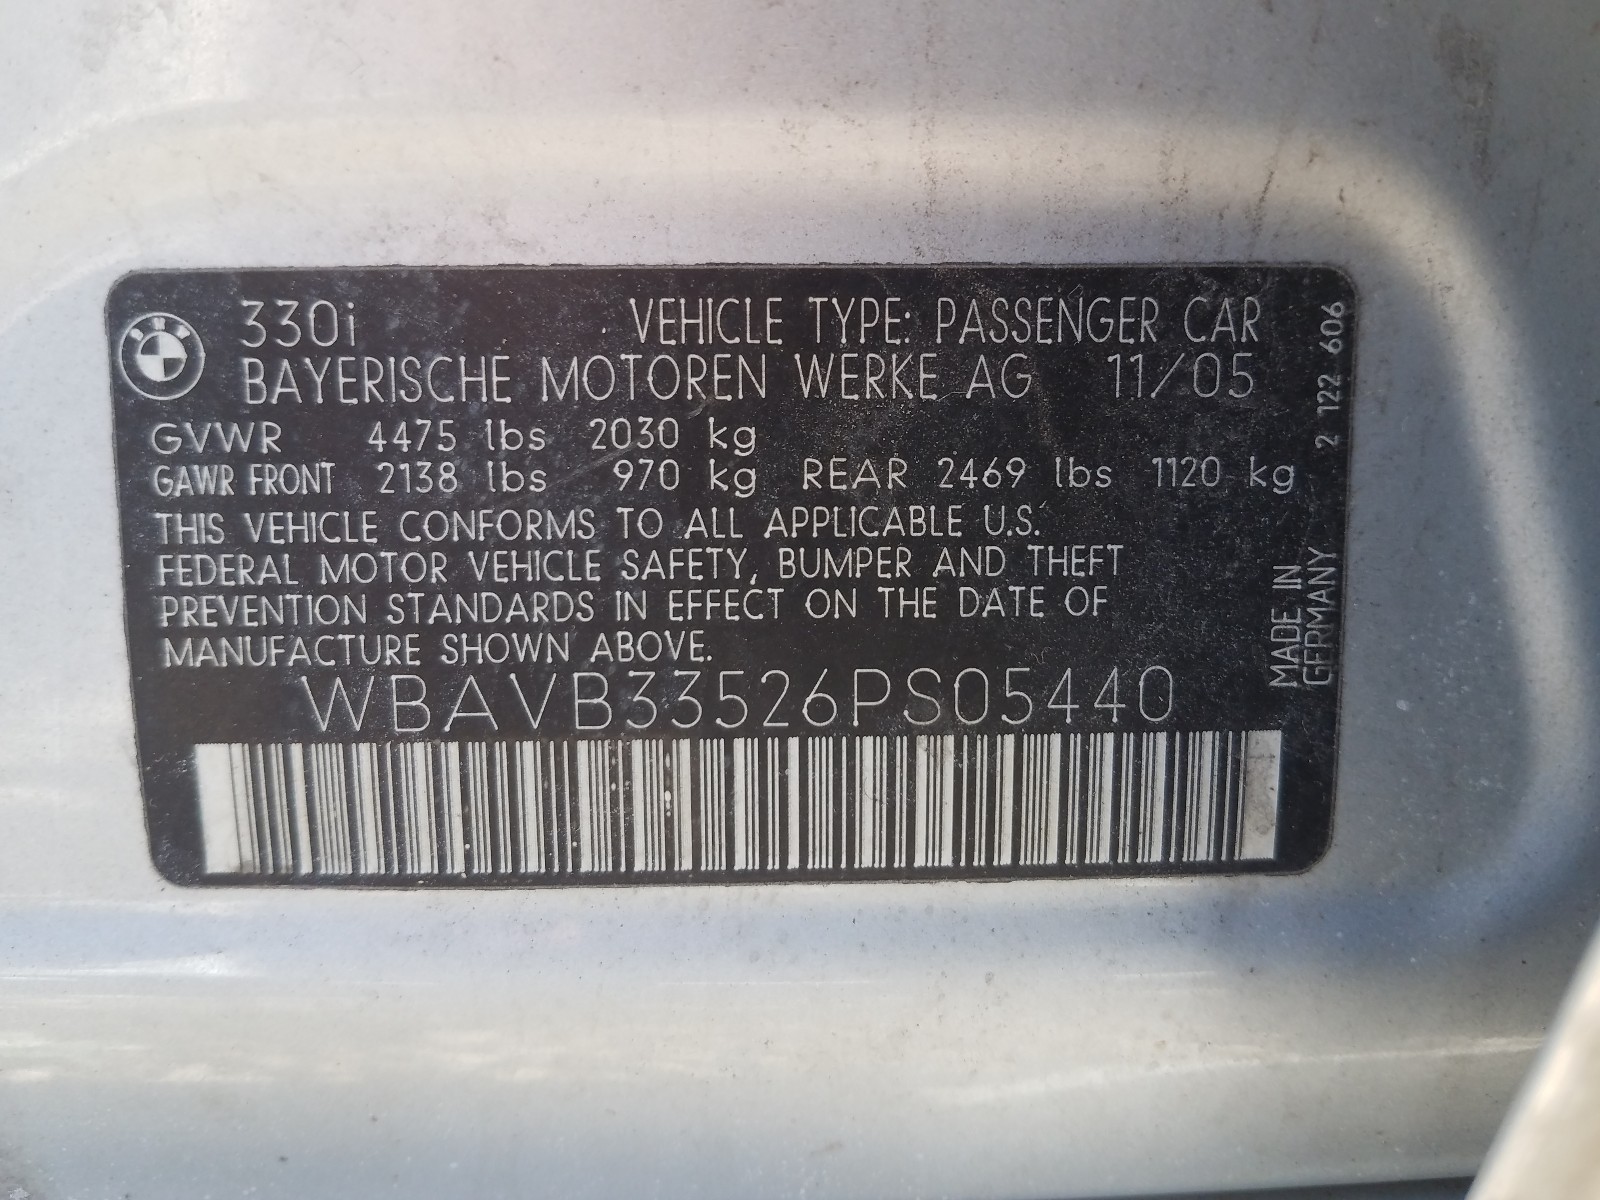 BMW
330i VEHICLE TYPE: PASSENGER CAR
BAYERISCHE MOTOREN WERKE AG 11/05
GVWR 4475 lbs 2030 kg
GAWR FRONT 2138 lbs 970 kg REAR 2469 lbs 1120 kg
THIS VEHICLE CONFORMS TO ALL APPLICABLE U.S.
FEDERAL MOTOR VEHICLE SAFETY, BUMPER AND THEFT
PREVENTION STANDARDS IN EFFECT ON THE DATE OF
MANUFACTURE SHOWN ABOVE.
WBAVB33526PS05440
MADE IN
GERMANY
2 122 606